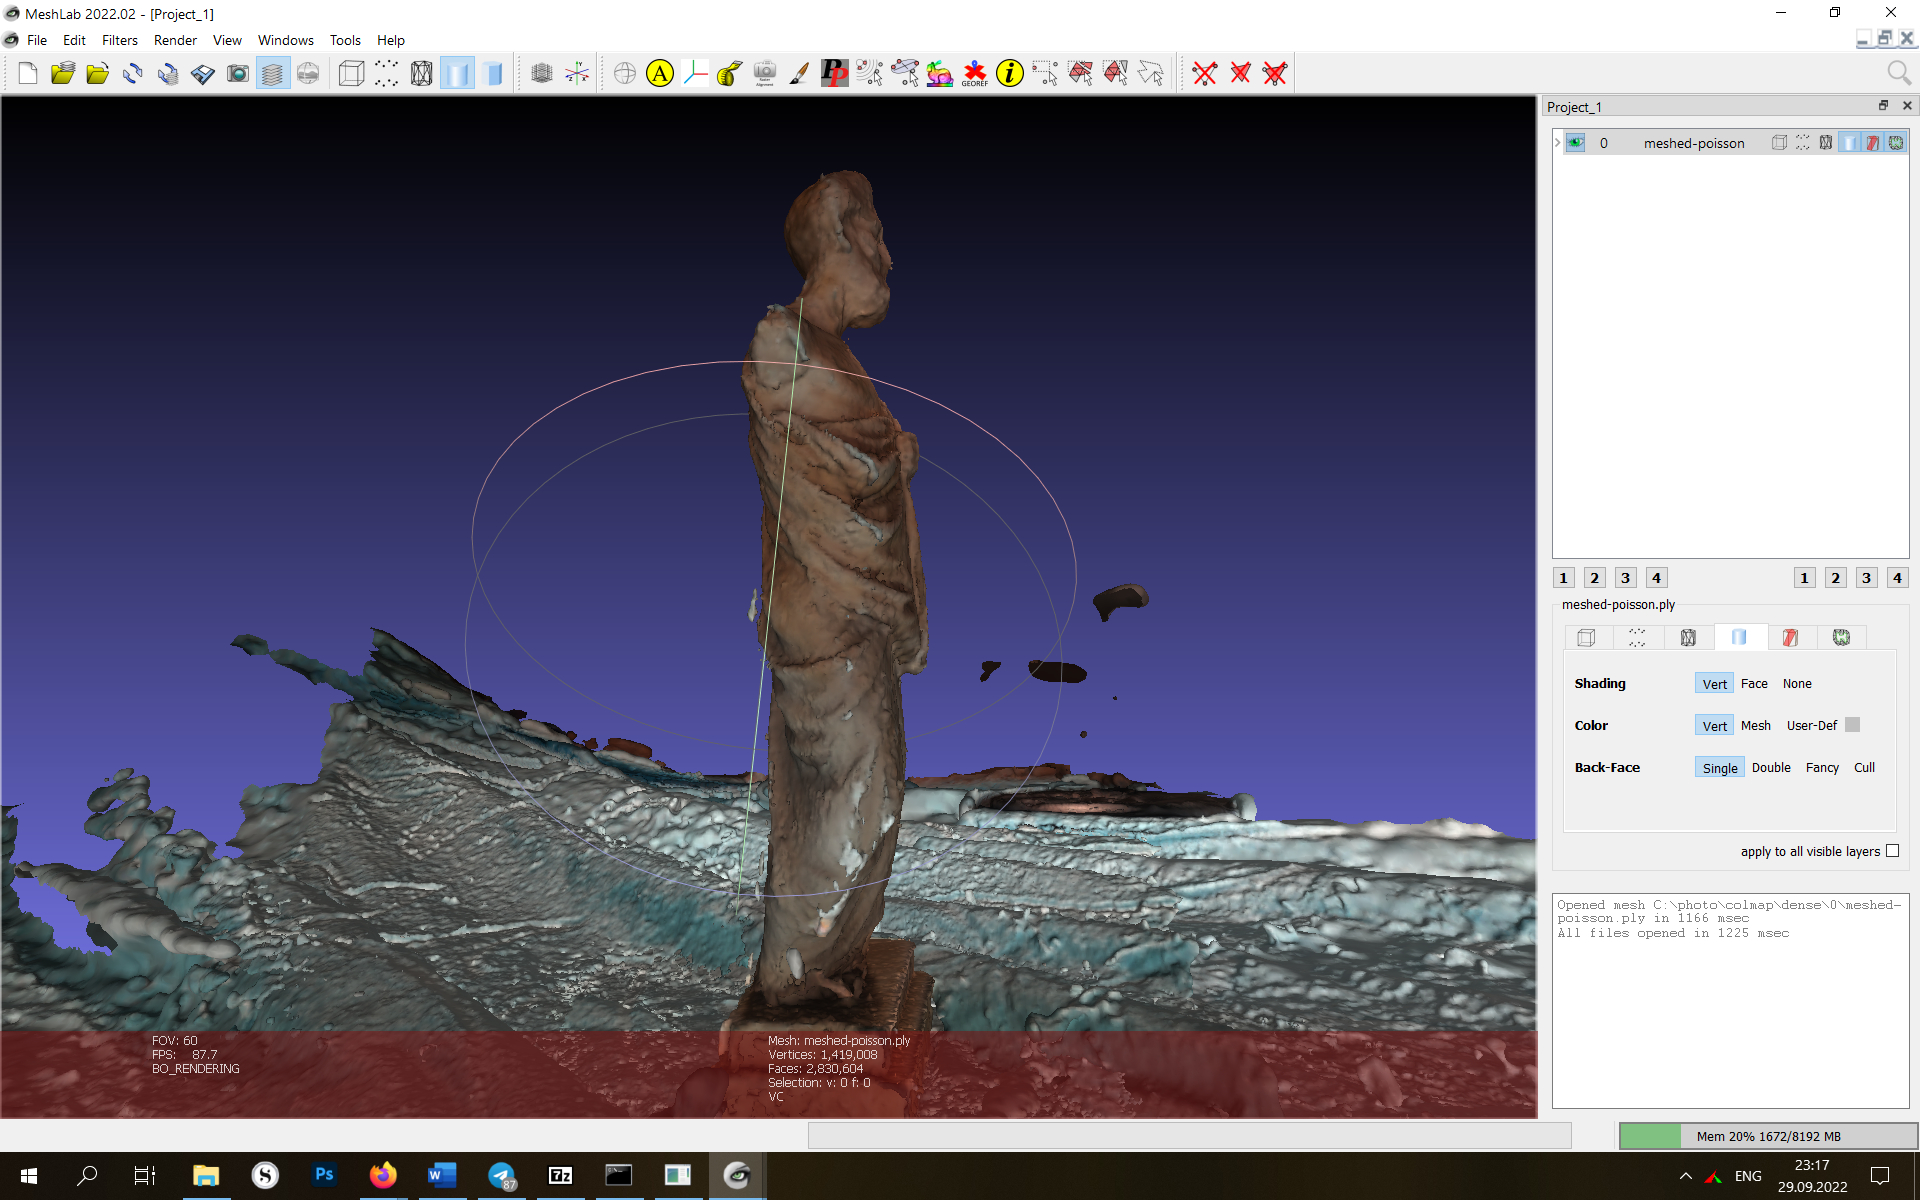 MeshLab 2022.02 - [Project_1]
File Edit Filters Render View Windows Tools Help
A PP GEOREF i
Project_1
0 meshed-poisson
1 2 3 4 1 2 3 4
meshed-poisson.ply
Shading Vert Face None
Color Vert Mesh User-Def
Back-Face Single Double Fancy Cull
apply to all visible layers
Opened mesh C:\photo\colmap\dense\0\meshed-
poisson.ply in 1166 msec
All files opened in 1225 msec
FOV: 60
FPS: 87.7
BO_RENDERING
Mesh: meshed-poisson.ply
Vertices: 1,419,008
Faces: 2,830,604
Selection: v: 0 f: 0
VC
Mem 20% 1672/8192 MB
S Ps W 87 7z
ENG
23:17
29.09.2022